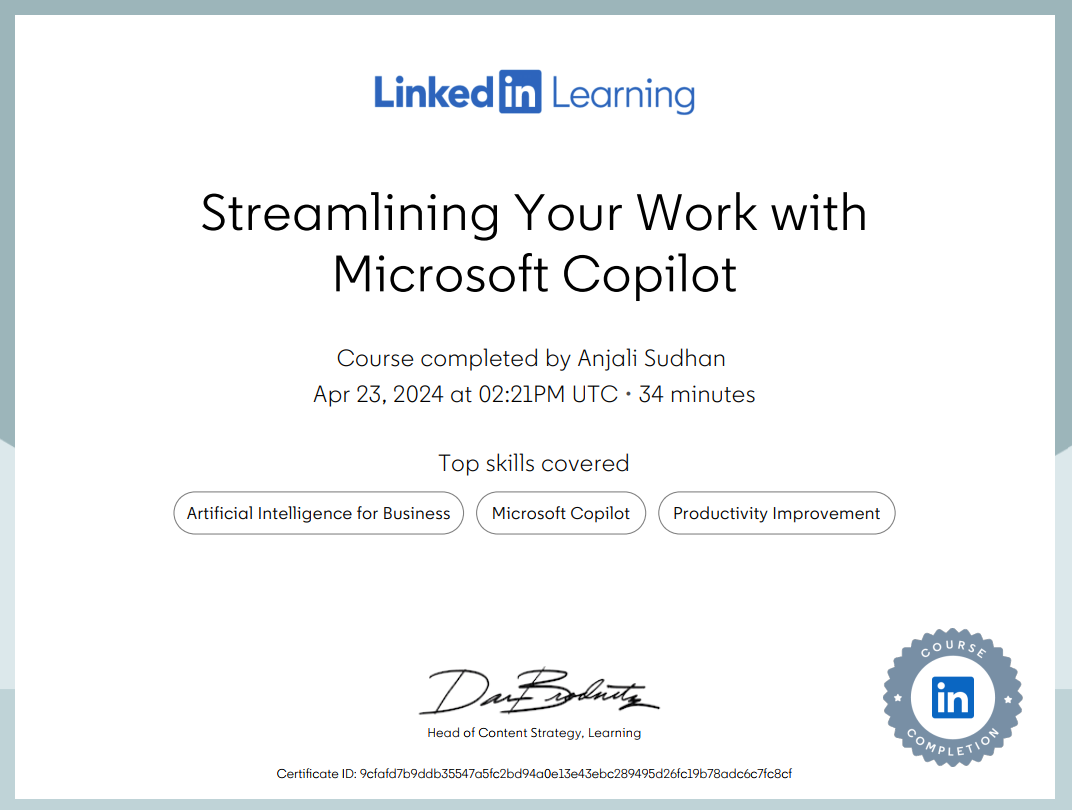 Linked in Learning
Streamlining Your Work with
Microsoft Copilot
Course completed by Anjali Sudhan
Apr 23, 2024 at 02:21PM UTC • 34 minutes
Top skills covered
Artificial Intelligence for Business Microsoft Copilot Productivity Improvement
Dan Brodnitz
Head of Content Strategy, Learning
COURSE
in
COMPLETION
Certificate ID: 9cfafd7b9ddb35547a5fc2bd94a0e13e43ebc289495d26fc19b78adc6c7fc8cf